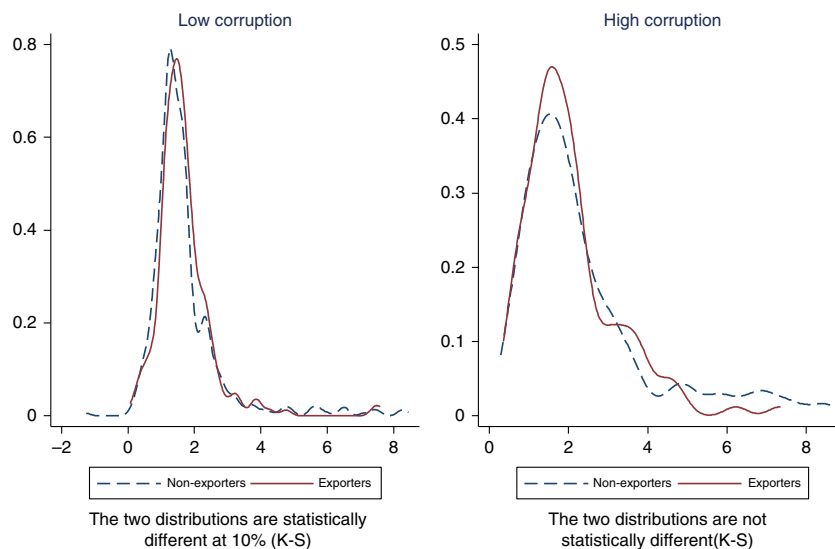 Low corruption
0.8
0.6
0.4
0.2
0
−2
0
2
4
6
8
Non-exporters
Exporters
The two distributions are statistically
different at 10% (K-S)
High corruption
0.5
0.4
0.3
0.2
0.1
0
0
2
4
6
8
Non-exporters
Exporters
The two distributions are not
statistically different(K-S)